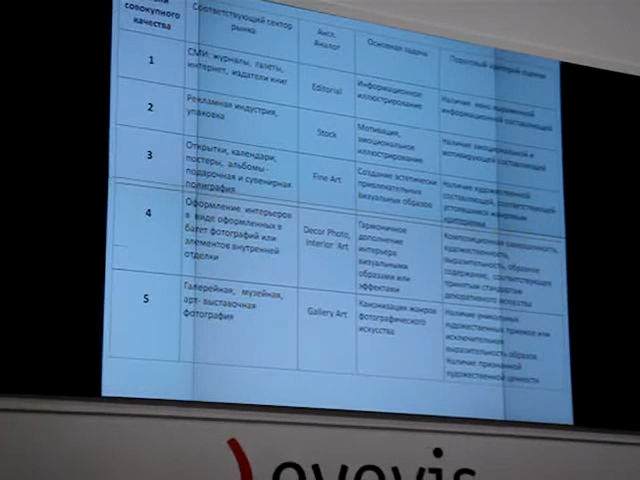 совокупного
качества
Соответствующий сектор
рынка
Англ.
Аналог
Основная задача
1
СМИ: журналы, газеты,
интернет, издатели книг
Editorial
Информационное
иллюстрирование
Наличие
информационной составляющей
2
Рекламная индустрия,
упаковка
Stock
Мотивация,
эмоциональное
иллюстрирование
Наличие эмоциональной и
мотивирующей составляющей
3
Открытки, календари,
постеры, альбомы -
подарочная и сувенирная
полиграфия
Fine Art
Создание эстетически
привлекательных
визуальных образов
Наличие художественной
составляющей,
4
Оформление интерьеров
в виде оформленных в
багет фотографий или
элементов внутренней
отделки
Decor Photo,
Interior Art
Гармоничное
дополнение
интерьера
визуальными
образами или
эффектами
Композиционная завершенность,
художественность,
выразительность, образное
содержание, соответствующее
принятым стандартам
декоративного искусства
5
Галерейная, музейная,
арт- выставочная
фотография
Gallery Art
Канонизация жанров
фотографического
искусства
Наличие уникальных
художественных приемов или
исключительная
выразительность образов.
Наличие признанной
художественной ценности